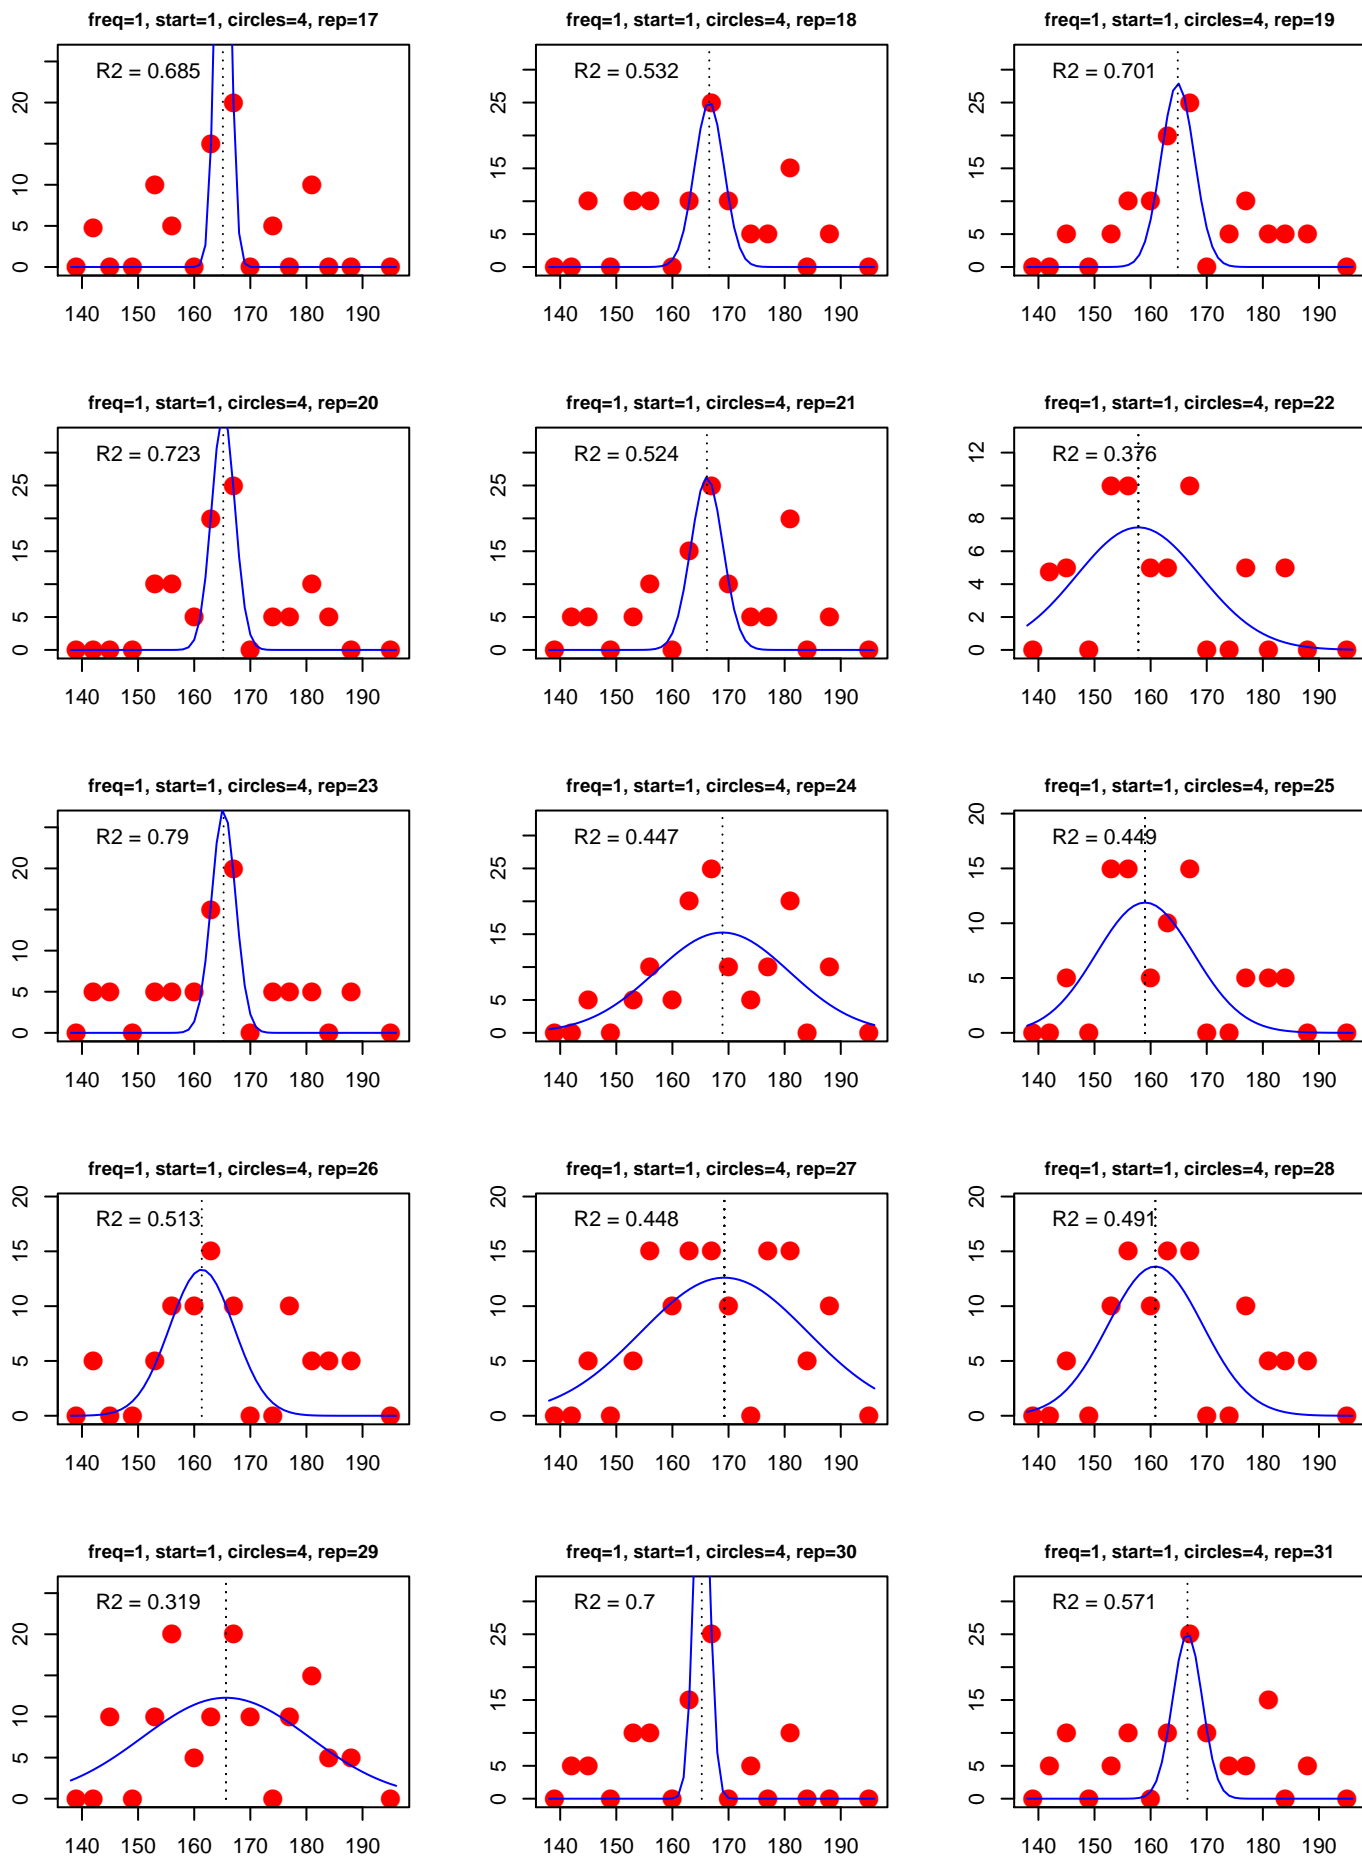 freq=1, start=1, circles=4, rep=17
R2 = 0.685
0 5 10 20
140 150 160 170 180 190
freq=1, start=1, circles=4, rep=18
R2 = 0.532
0 5 15 25
140 150 160 170 180 190
freq=1, start=1, circles=4, rep=19
R2 = 0.701
0 5 15 25
140 150 160 170 180 190
freq=1, start=1, circles=4, rep=20
R2 = 0.723
0 5 15 25
140 150 160 170 180 190
freq=1, start=1, circles=4, rep=21
R2 = 0.524
0 5 15 25
140 150 160 170 180 190
freq=1, start=1, circles=4, rep=22
R2 = 0.376
0 2 4 6 8 12
140 150 160 170 180 190
freq=1, start=1, circles=4, rep=23
R2 = 0.79
0 5 10 20
140 150 160 170 180 190
freq=1, start=1, circles=4, rep=24
R2 = 0.447
0 5 15 25
140 150 160 170 180 190
freq=1, start=1, circles=4, rep=25
R2 = 0.449
0 5 10 15 20
140 150 160 170 180 190
freq=1, start=1, circles=4, rep=26
R2 = 0.513
0 5 10 15 20
140 150 160 170 180 190
freq=1, start=1, circles=4, rep=27
R2 = 0.448
0 5 10 15 20
140 150 160 170 180 190
freq=1, start=1, circles=4, rep=28
R2 = 0.491
0 5 10 15 20
140 150 160 170 180 190
freq=1, start=1, circles=4, rep=29
R2 = 0.319
0 5 10 20
140 150 160 170 180 190
freq=1, start=1, circles=4, rep=30
R2 = 0.7
0 5 15 25
140 150 160 170 180 190
freq=1, start=1, circles=4, rep=31
R2 = 0.571
0 5 15 25
140 150 160 170 180 190